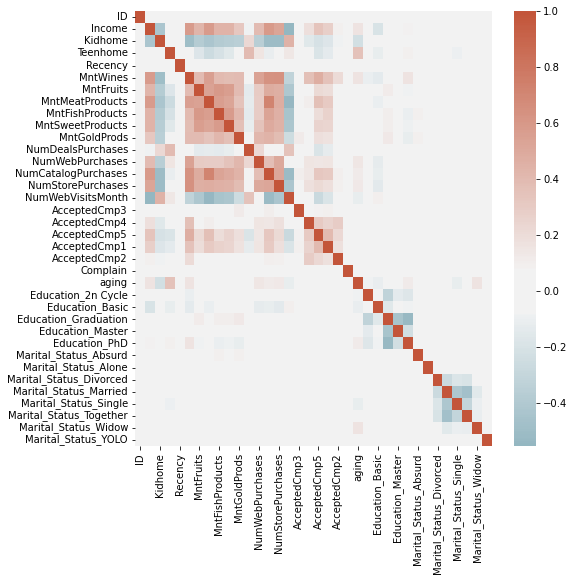 ID
Income
Kidhome
Teenhome
Recency
MntWines
MntFruits
MntMeatProducts
MntFishProducts
MntSweetProducts
MntGoldProds
NumDealsPurchases
NumWebPurchases
NumCatalogPurchases
NumStorePurchases
NumWebVisitsMonth
AcceptedCmp3
AcceptedCmp4
AcceptedCmp5
AcceptedCmp1
AcceptedCmp2
Complain
aging
Education_2n Cycle
Education_Basic
Education_Graduation
Education_Master
Education_PhD
Marital_Status_Absurd
Marital_Status_Alone
Marital_Status_Divorced
Marital_Status_Married
Marital_Status_Single
Marital_Status_Together
Marital_Status_Widow
Marital_Status_YOLO
ID
Kidhome
Recency
MntFruits
MntFishProducts
MntGoldProds
NumWebPurchases
NumStorePurchases
AcceptedCmp3
AcceptedCmp5
AcceptedCmp2
aging
Education_Basic
Education_Master
Marital_Status_Absurd
Marital_Status_Divorced
Marital_Status_Single
Marital_Status_Widow
1.0
0.8
0.6
0.4
0.2
0.0
−0.2
−0.4